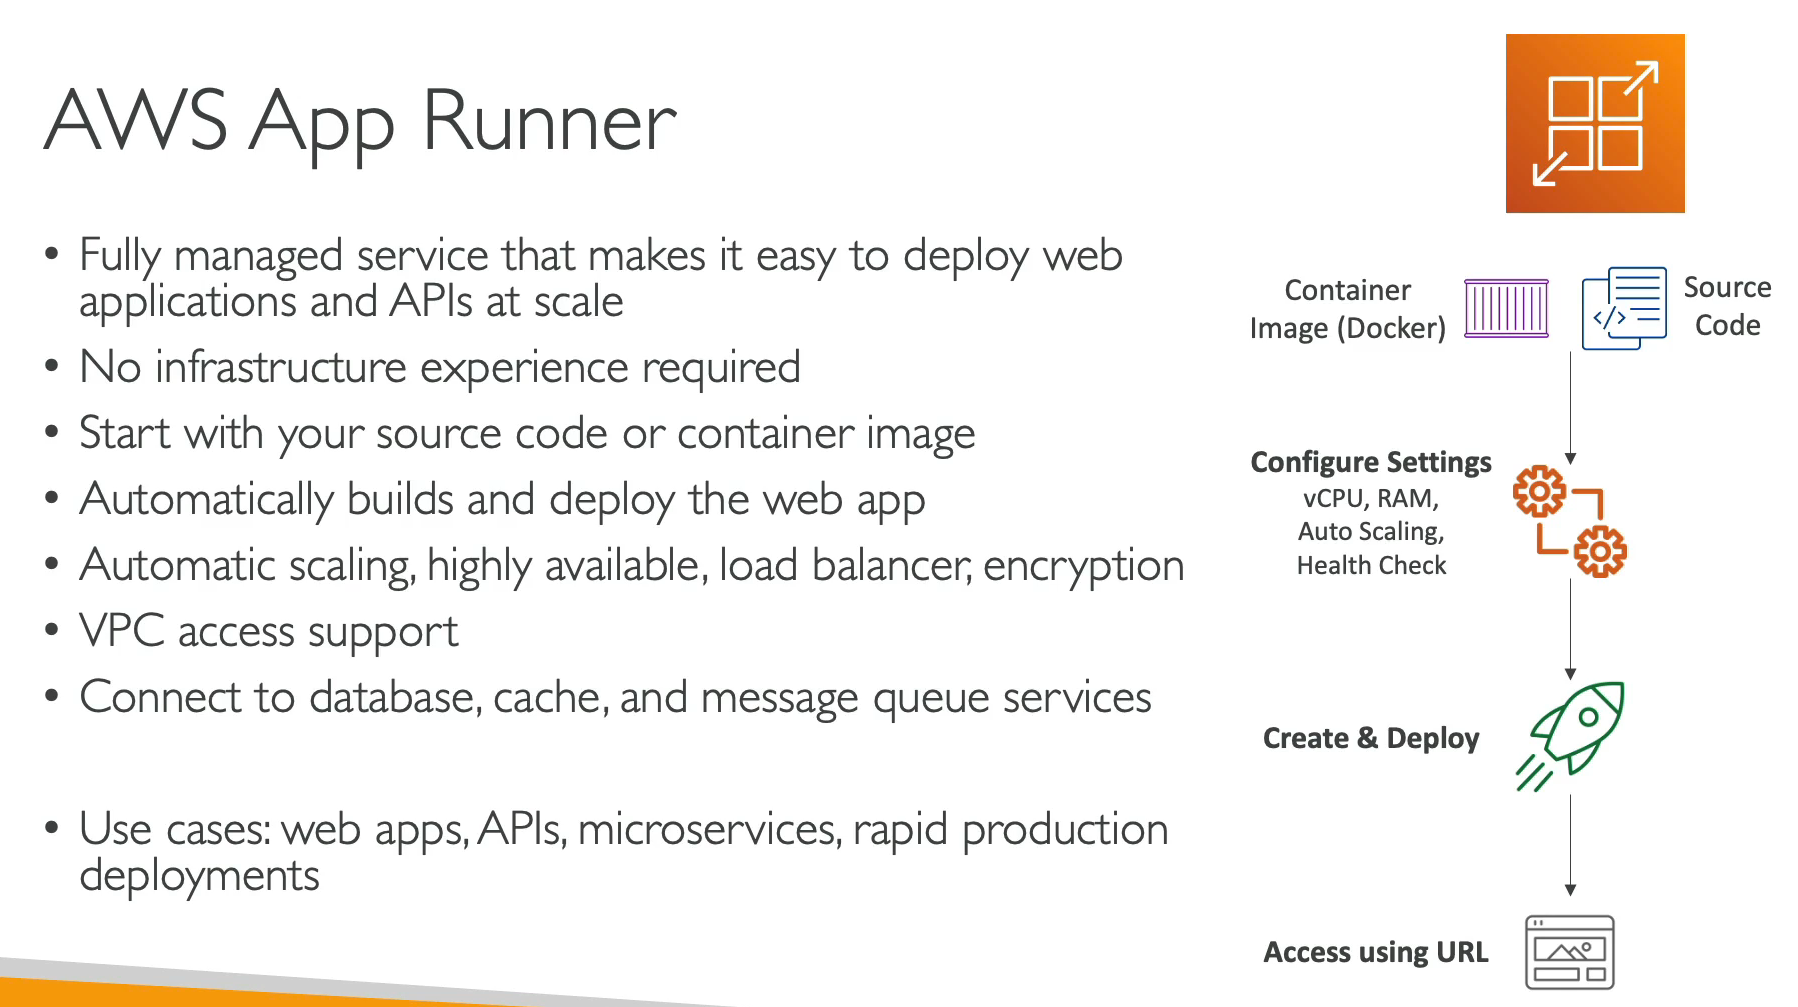 AWS App Runner
• Fully managed service that makes it easy to deploy web
applications and APIs at scale
• No infrastructure experience required
• Start with your source code or container image
• Automatically builds and deploy the web app
• Automatic scaling, highly available, load balancer, encryption
• VPC access support
• Connect to database, cache, and message queue services
• Use cases: web apps, APIs, microservices, rapid production
deployments
Container
Image (Docker)
Source
Code
Configure Settings
vCPU, RAM,
Auto Scaling,
Health Check
Create & Deploy
Access using URL